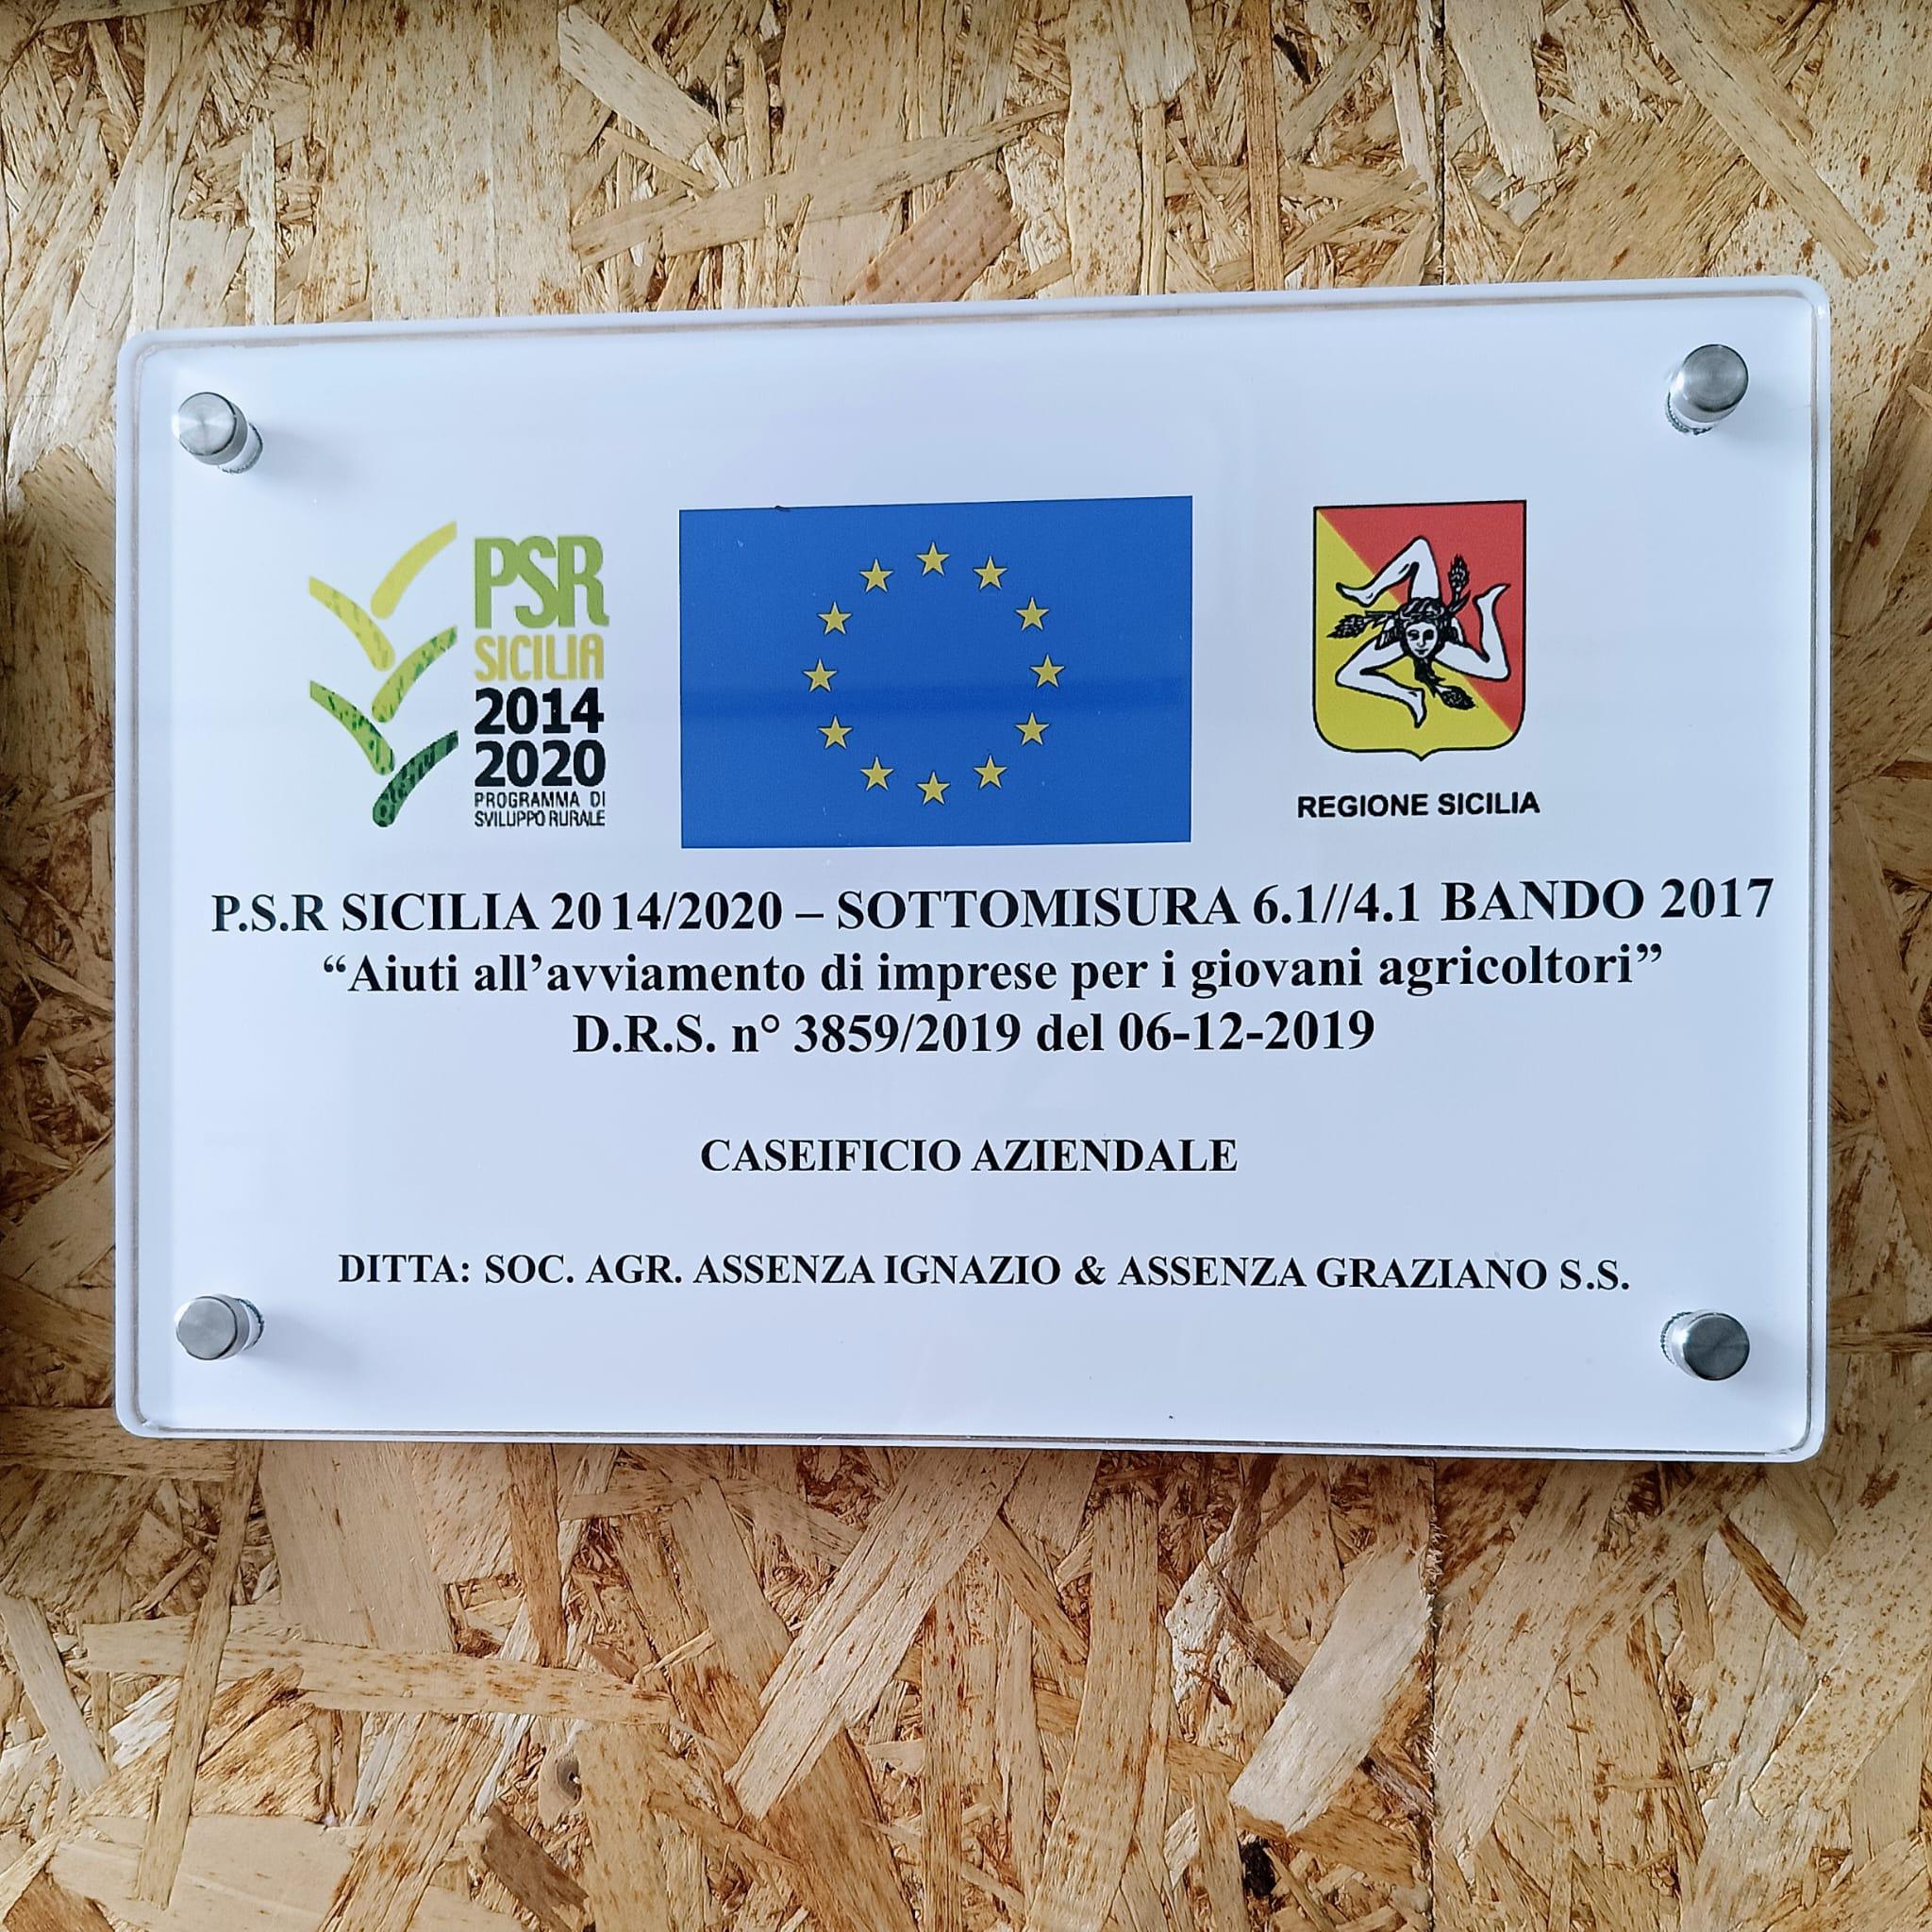 PSR
SICILIA
2014
2020
PROGRAMMA DI
SVILUPPO RURALE
REGIONE SICILIA
P.S.R SICILIA 2014/2020 – SOTTOMISURA 6.1//4.1 BANDO 2017
“Aiuti all’avviamento di imprese per i giovani agricoltori”
D.R.S. n° 3859/2019 del 06-12-2019
CASEIFICIO AZIENDALE
DITTA: SOC. AGR. ASSENZA IGNAZIO & ASSENZA GRAZIANO S.S.